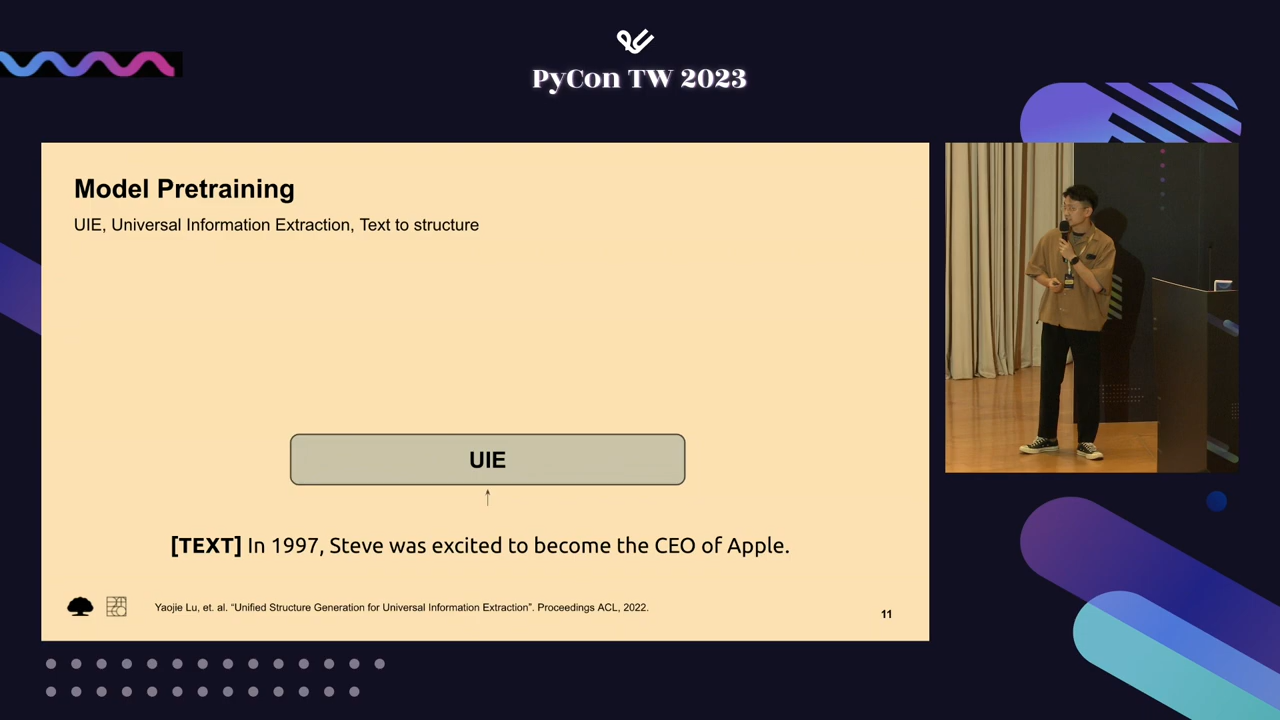 PyCon TW 2023
Model Pretraining
UIE, Universal Information Extraction, Text to structure
UIE
[TEXT] In 1997, Steve was excited to become the CEO of Apple.
Yaojie Lu, et. al. “Unified Structure Generation for Universal Information Extraction”. Proceedings ACL, 2022.
11